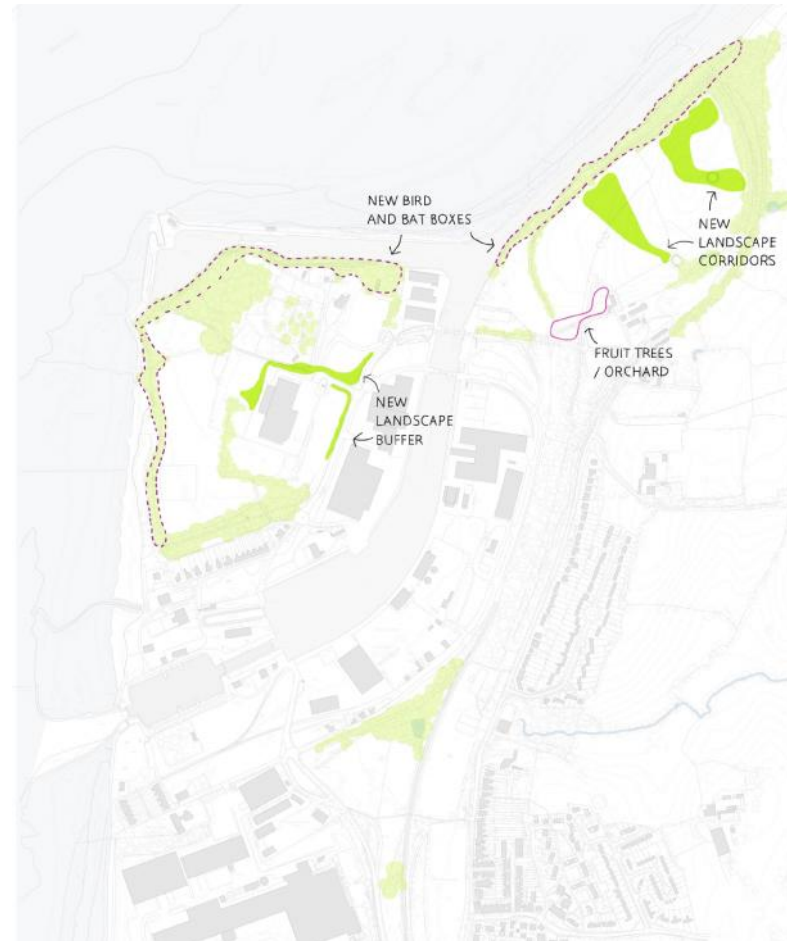 NEW BIRD
AND BAT BOXES
NEW
LANDSCAPE
CORRIDORS
FRUIT TREES
/ ORCHARD
NEW
LANDSCAPE
BUFFER